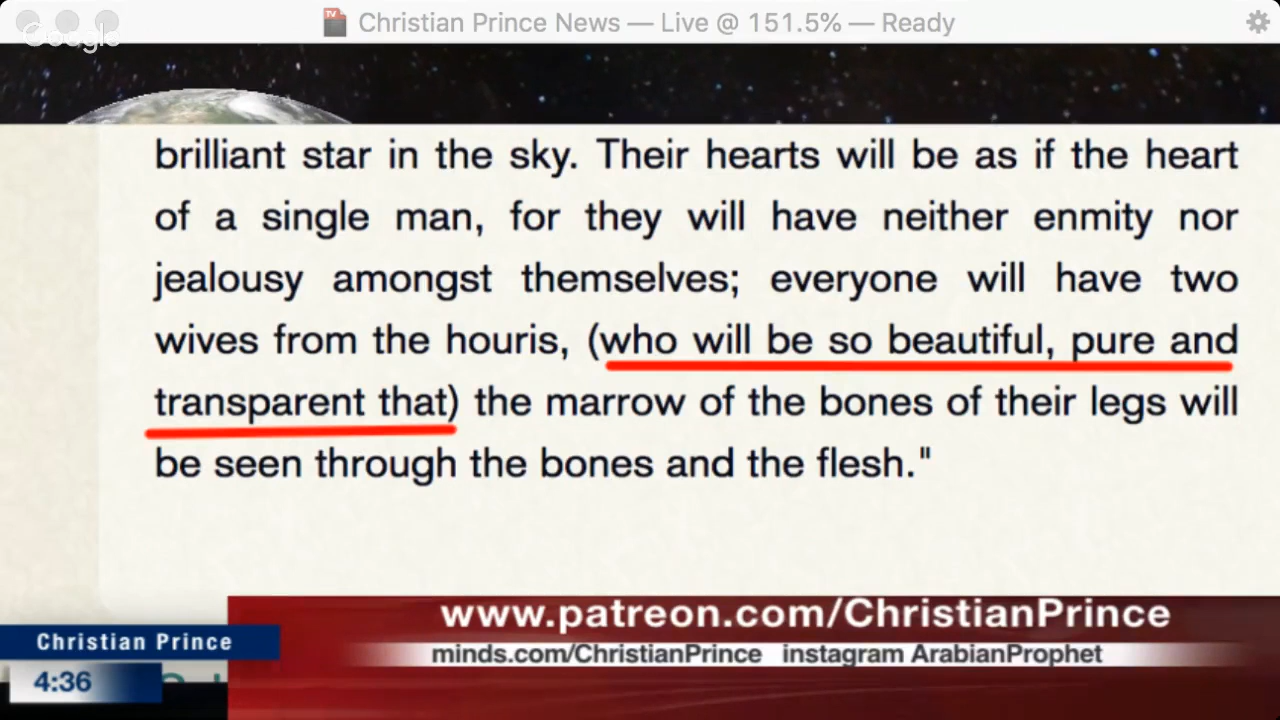 Christian Prince News — Live @ 151.5% — Ready
Google
brilliant star in the sky. Their hearts will be as if the heart
of a single man, for they will have neither enmity nor
jealousy amongst themselves; everyone will have two
wives from the houris, (who will be so beautiful, pure and
transparent that) the marrow of the bones of their legs will
be seen through the bones and the flesh."
www.patreon.com/ChristianPrince
Christian Prince
minds.com/ChristianPrince instagram ArabianProphet
4:36